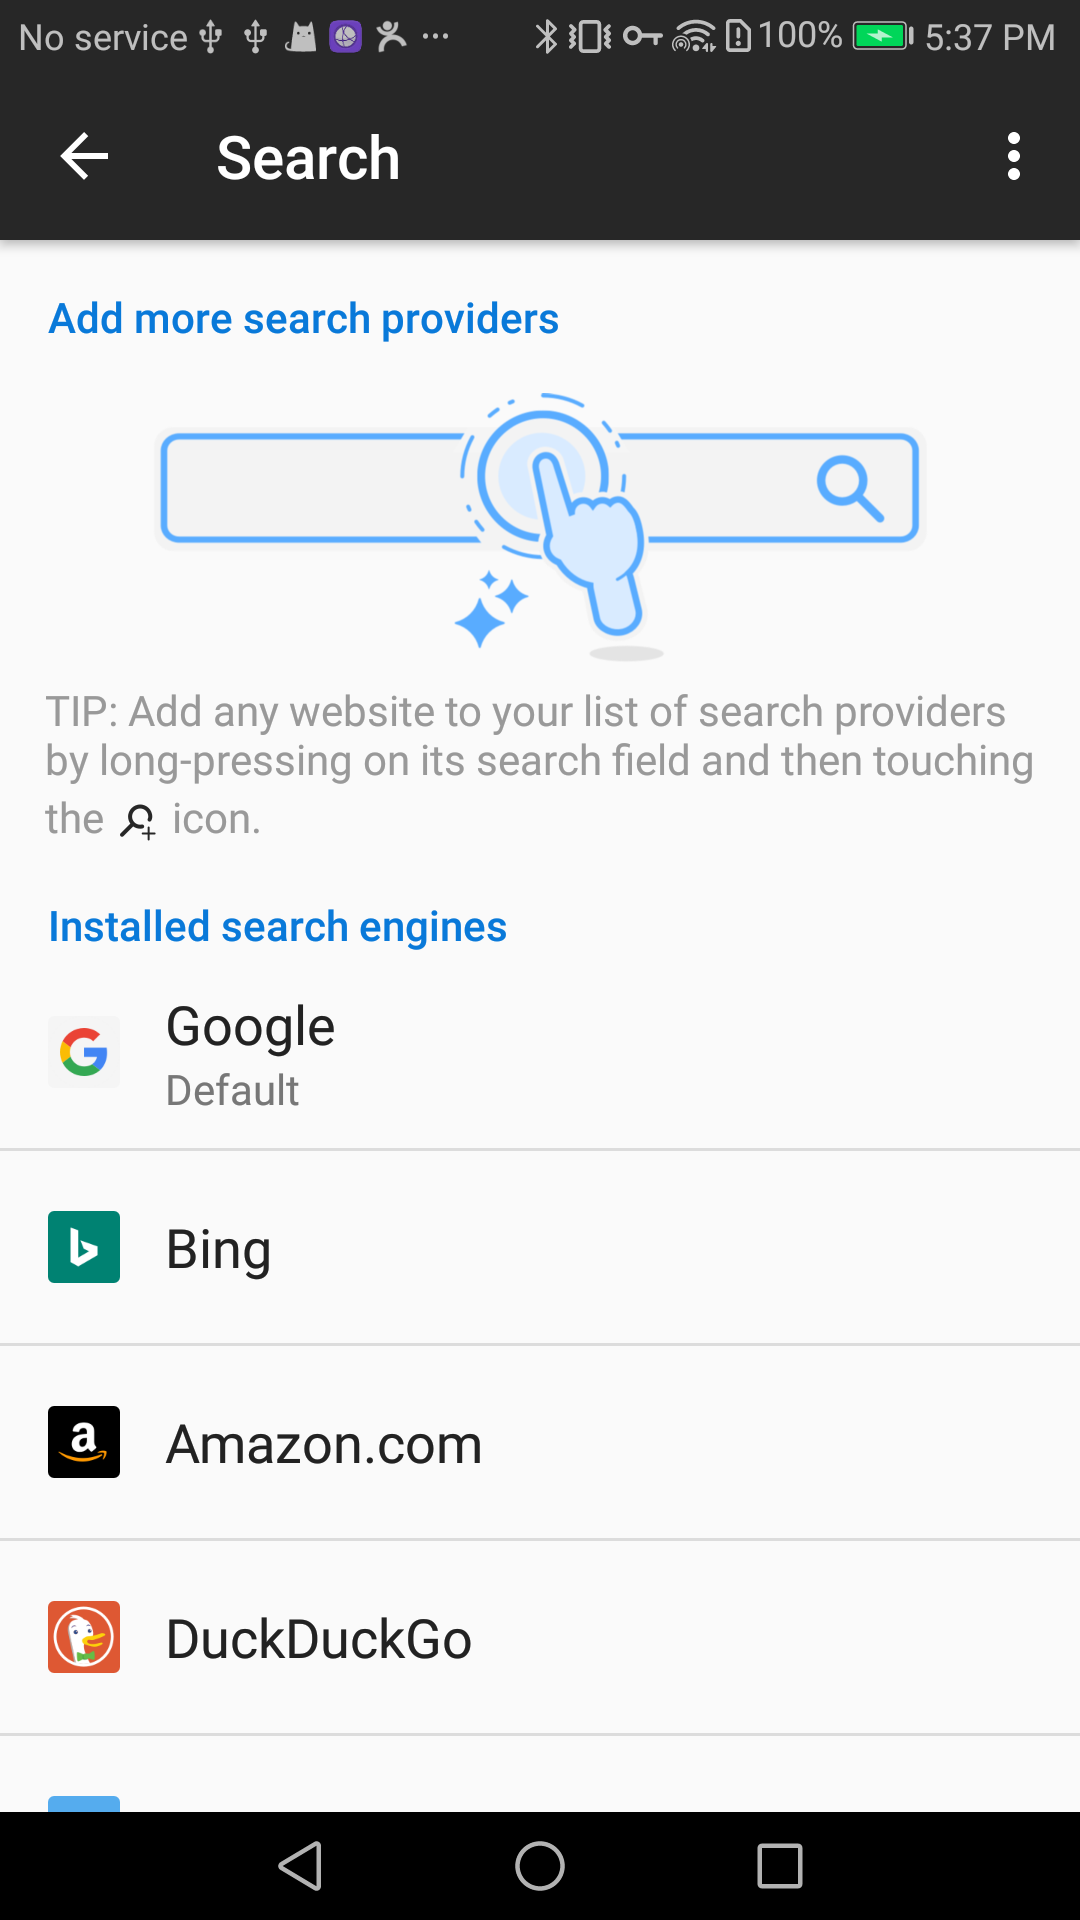 No service 100% 5:37 PM
Search
Add more search providers
TIP: Add any website to your list of search providers
by long-pressing on its search field and then touching
the icon.
Installed search engines
Google
Default
Bing
Amazon.com
DuckDuckGo